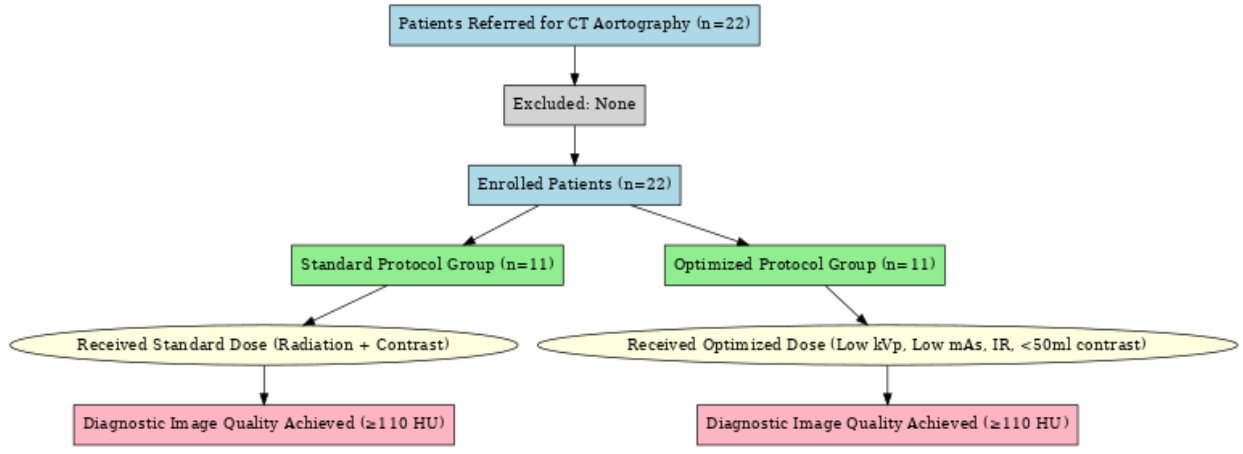 Patients Referred for CT Aortography (n=22)
Excluded: None
Enrolled Patients (n=22)
Standard Protocol Group (n=11)
Optimized Protocol Group (n=11)
Received Standard Dose (Radiation + Contrast)
Received Optimized Dose (Low kVp, Low mAs, IR, <50ml contrast)
Diagnostic Image Quality Achieved (≥110 HU)
Diagnostic Image Quality Achieved (≥110 HU)